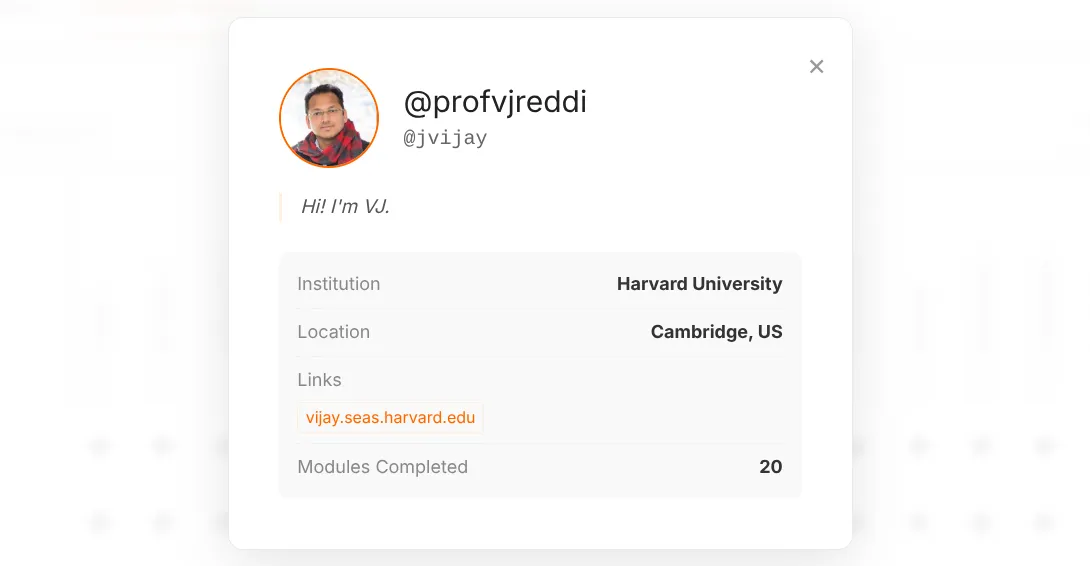 @profvjreddi
@jvijay
Hi! I'm VJ.
Institution Harvard University
Location Cambridge, US
Links
vijay.seas.harvard.edu
Modules Completed 20